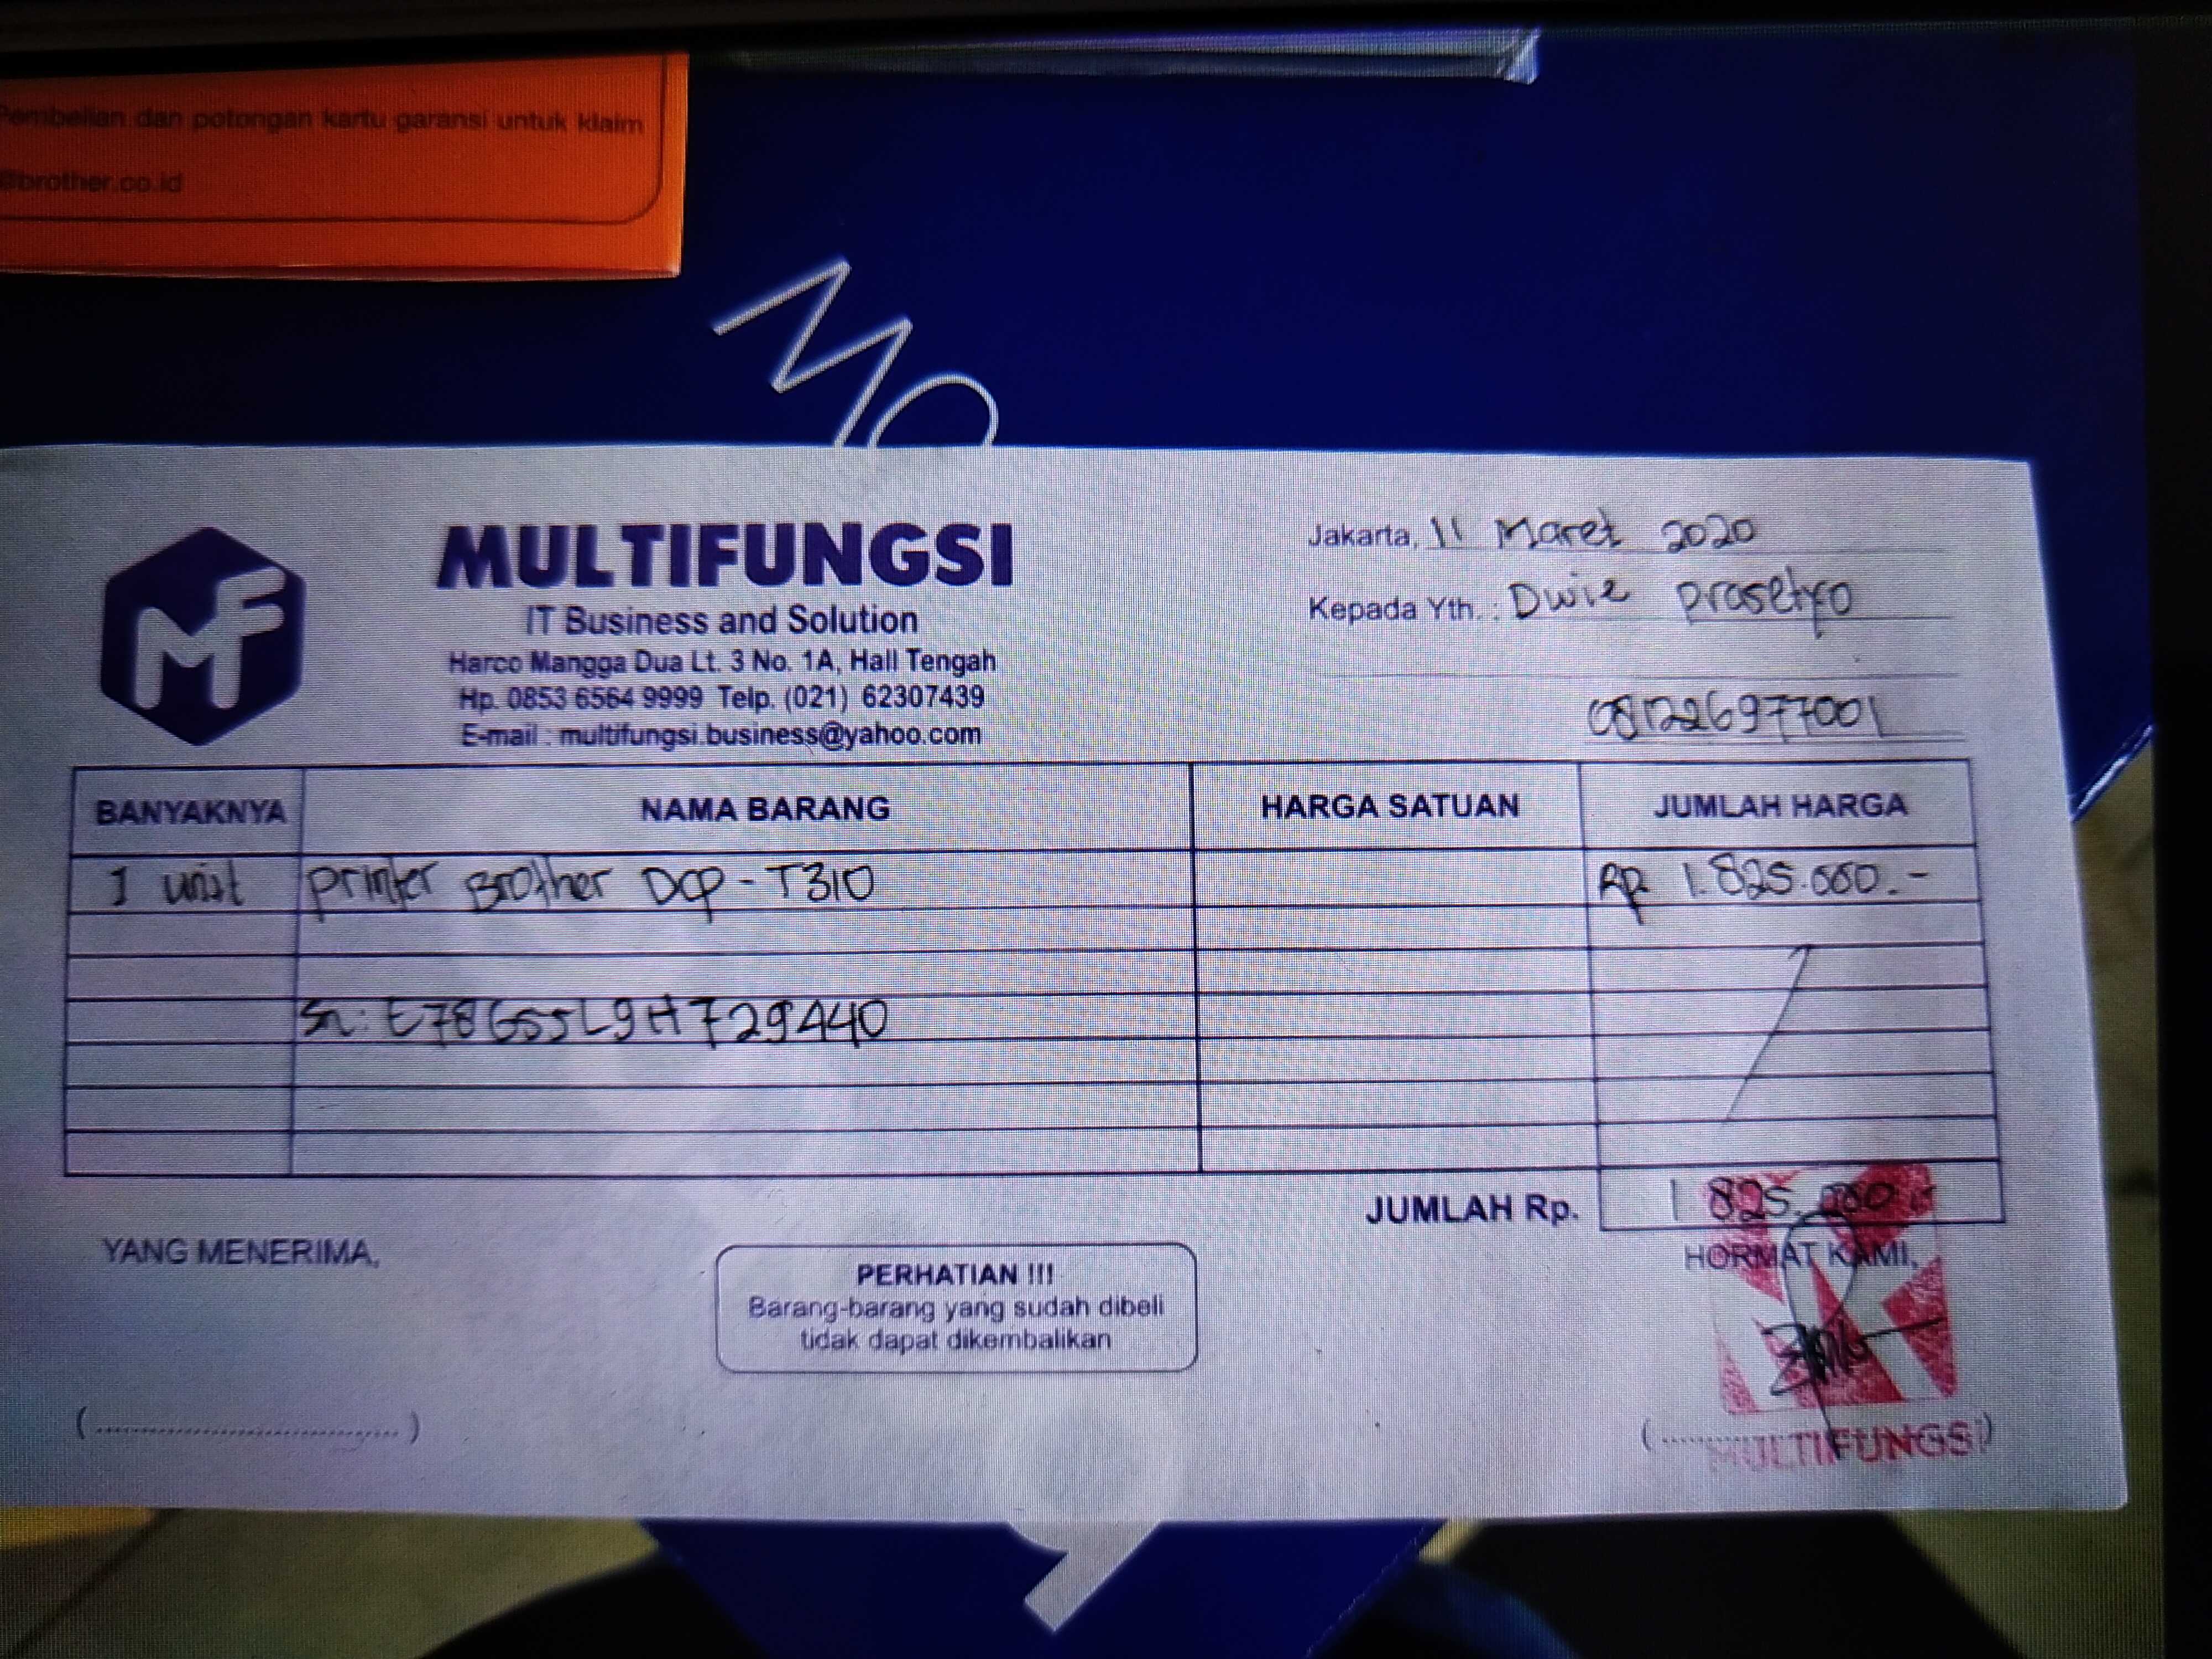 Pembelian dan potongan kartu garansi untuk klaim
@brother.co.id
MF
MULTIFUNGSI
IT Business and Solution
Harco Mangga Dua Lt. 3 No. 1A, Hall Tengah
Hp. 0853 6564 9999 Telp. (021) 62307439
E-mail : multifungsi.business@yahoo.com
Jakarta, 11 Maret 2020
Kepada Yth. : Dwie Prasetyo
081226977001
BANYAKNYA NAMA BARANG HARGA SATUAN JUMLAH HARGA
1 unit printer Brother DCP-T310 Rp 1.825.000.-
Sn: E78G55L9H729440
JUMLAH Rp. 1.825.000
YANG MENERIMA,
PERHATIAN !!!
Barang-barang yang sudah dibeli
tidak dapat dikembalikan
HORMAT KAMI,
(..............................)
(..............................)
MULTIFUNGSI